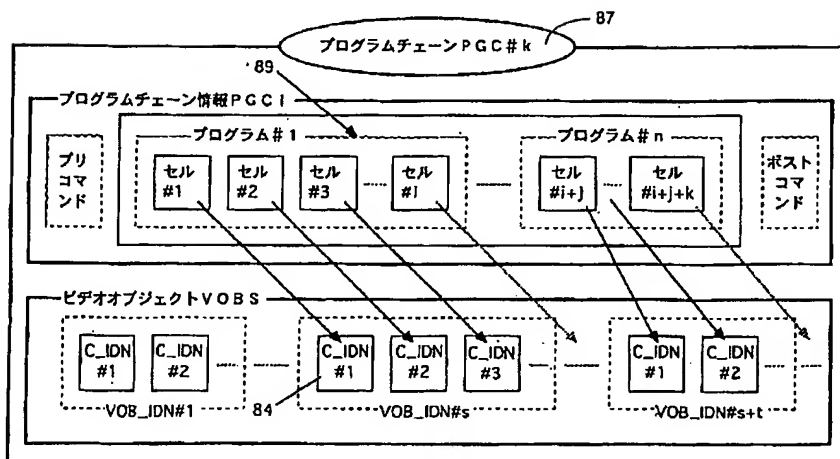 プログラムチェーンPGC#k
87
89
プログラムチェーン情報PGCI
プログラム#1
プログラム#n
プリ
コマ
ンド
セル
#1
セル
#2
セル
#3
セル
#i
セル
#i+j
セル
#i+j+k
ポスト
コマ
ンド
ビデオオブジェクトVOBS
C_IDN
#1
C_IDN
#2
C_IDN
#1
C_IDN
#2
C_IDN
#3
C_IDN
#1
C_IDN
#2
84
VOB_IDN#1
VOB_IDN#s
VOB_IDN#s+t